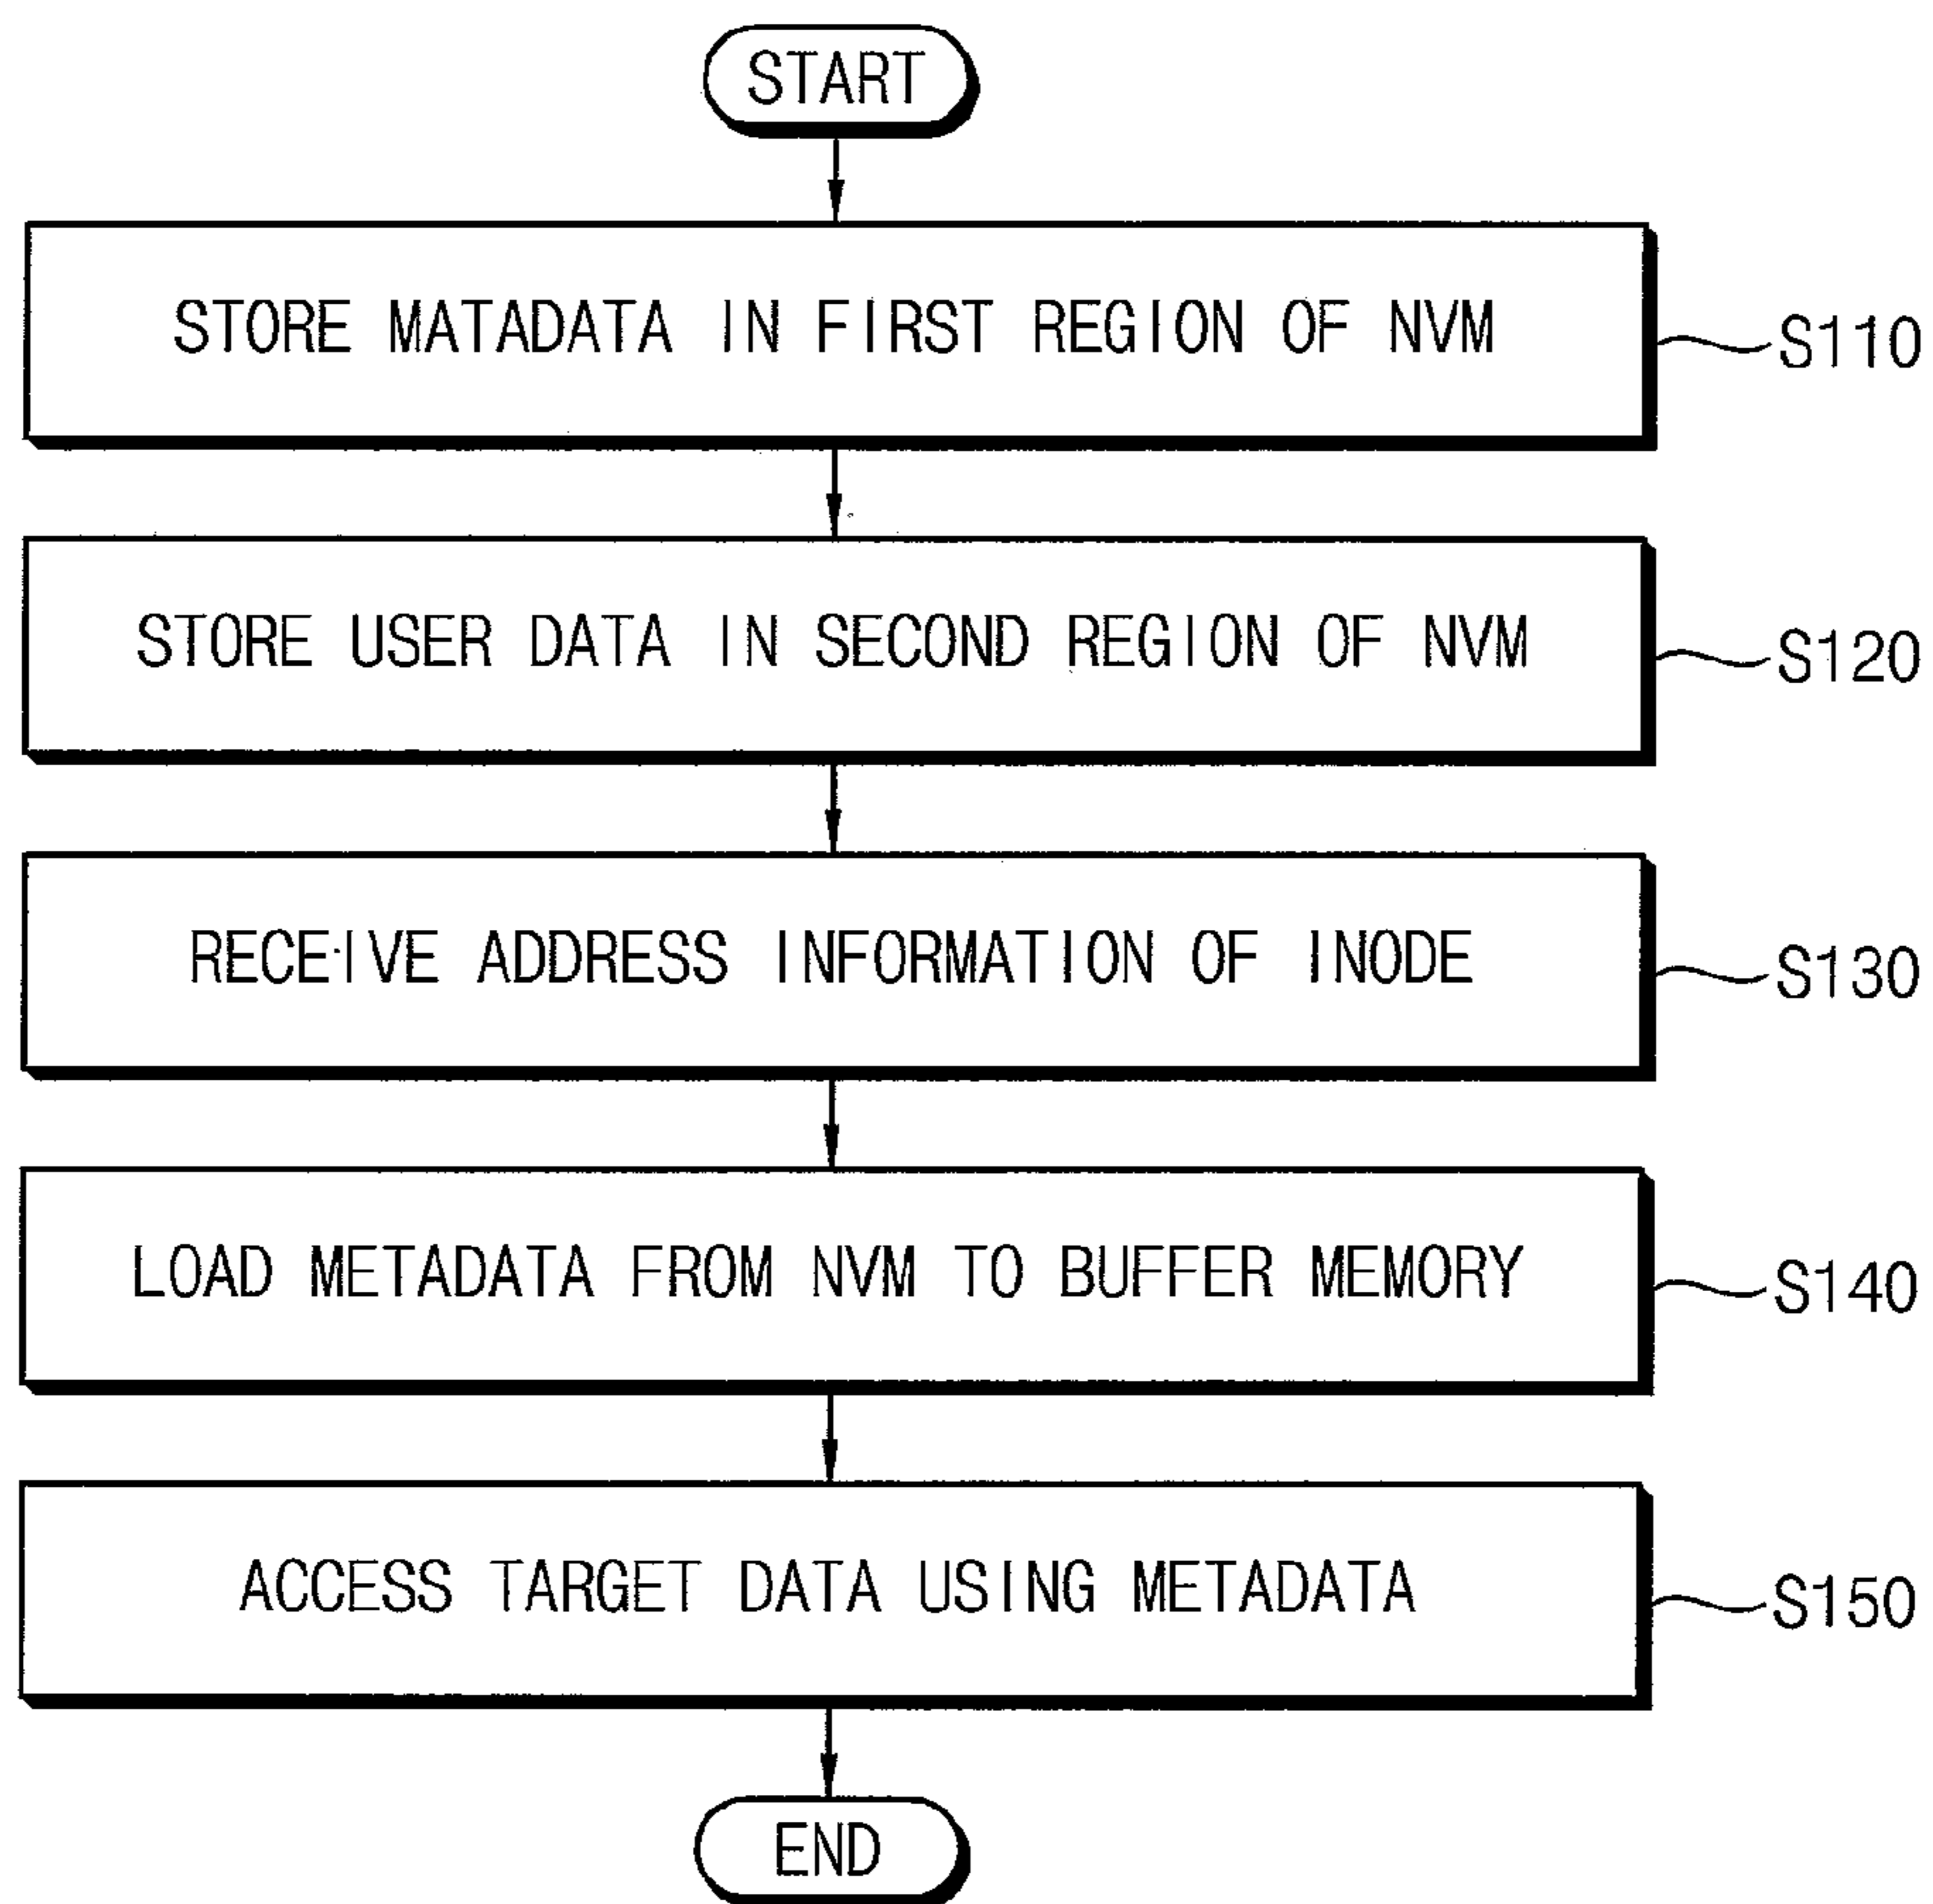 START
STORE MATADATA IN FIRST REGION OF NVM
S110
STORE USER DATA IN SECOND REGION OF NVM
S120
RECEIVE ADDRESS INFORMATION OF INODE
S130
LOAD METADATA FROM NVM TO BUFFER MEMORY
S140
ACCESS TARGET DATA USING METADATA
S150
END